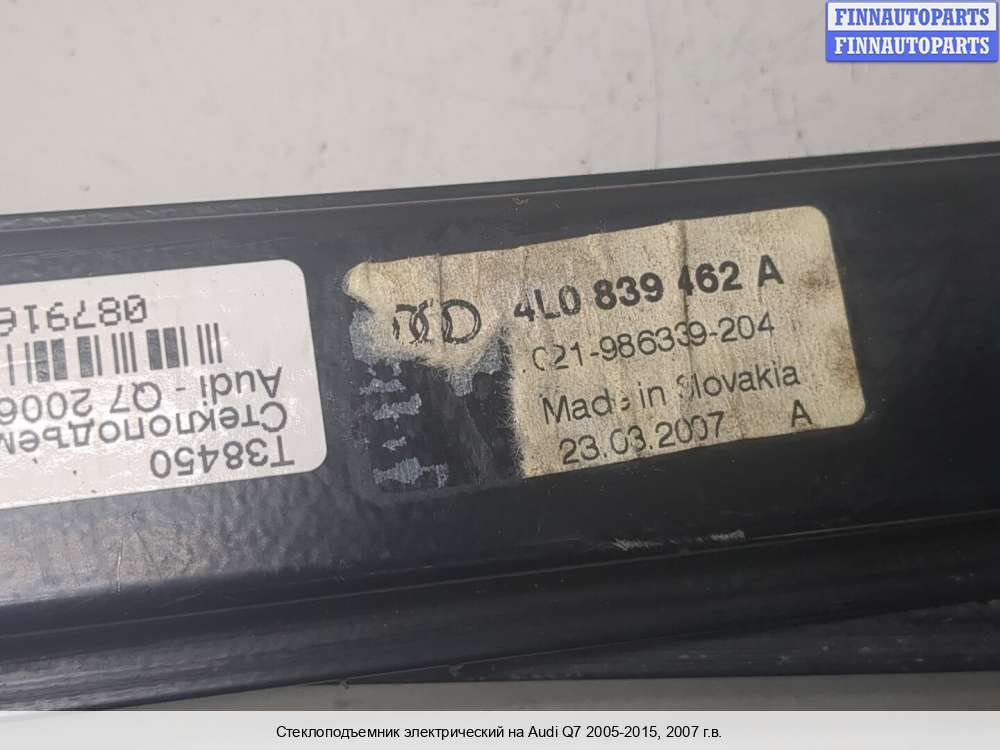 FINNAUTOPARTS
FINNAUTOPARTS
4L0 839 462 A
021-986339-204
Made in Slovakia
23.03.2007 A
T38450
Стеклоподъем
Audi - Q7 2006
087916
Стеклоподъемник электрический на Audi Q7 2005-2015, 2007 г.в.